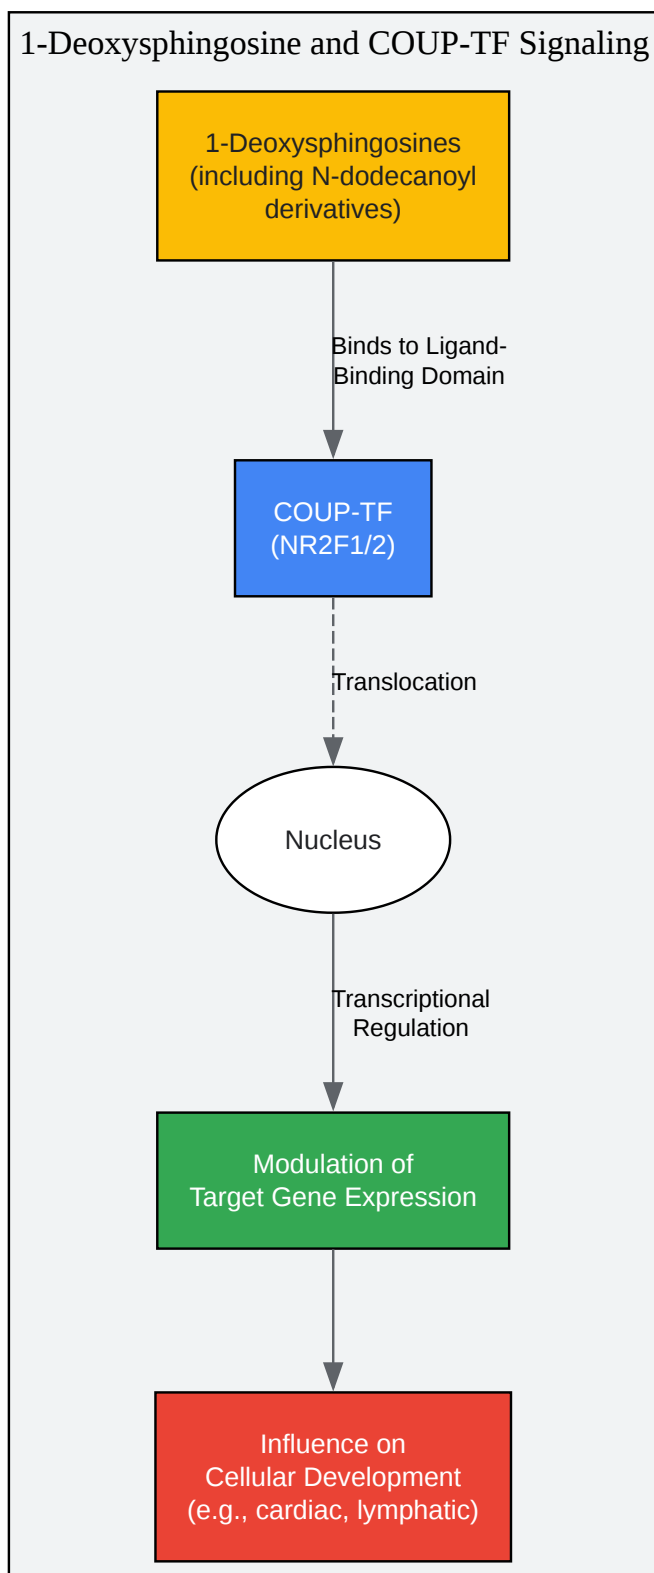 1-Deoxysphingosine and COUP-TF Signaling
1-Deoxysphingosines
(including N-dodecanoyl
derivatives)
Binds to Ligand-
Binding Domain
COUP-TF
(NR2F1/2)
Translocation
Nucleus
Transcriptional
Regulation
Modulation of
Target Gene Expression
Influence on
Cellular Development
(e.g., cardiac, lymphatic)